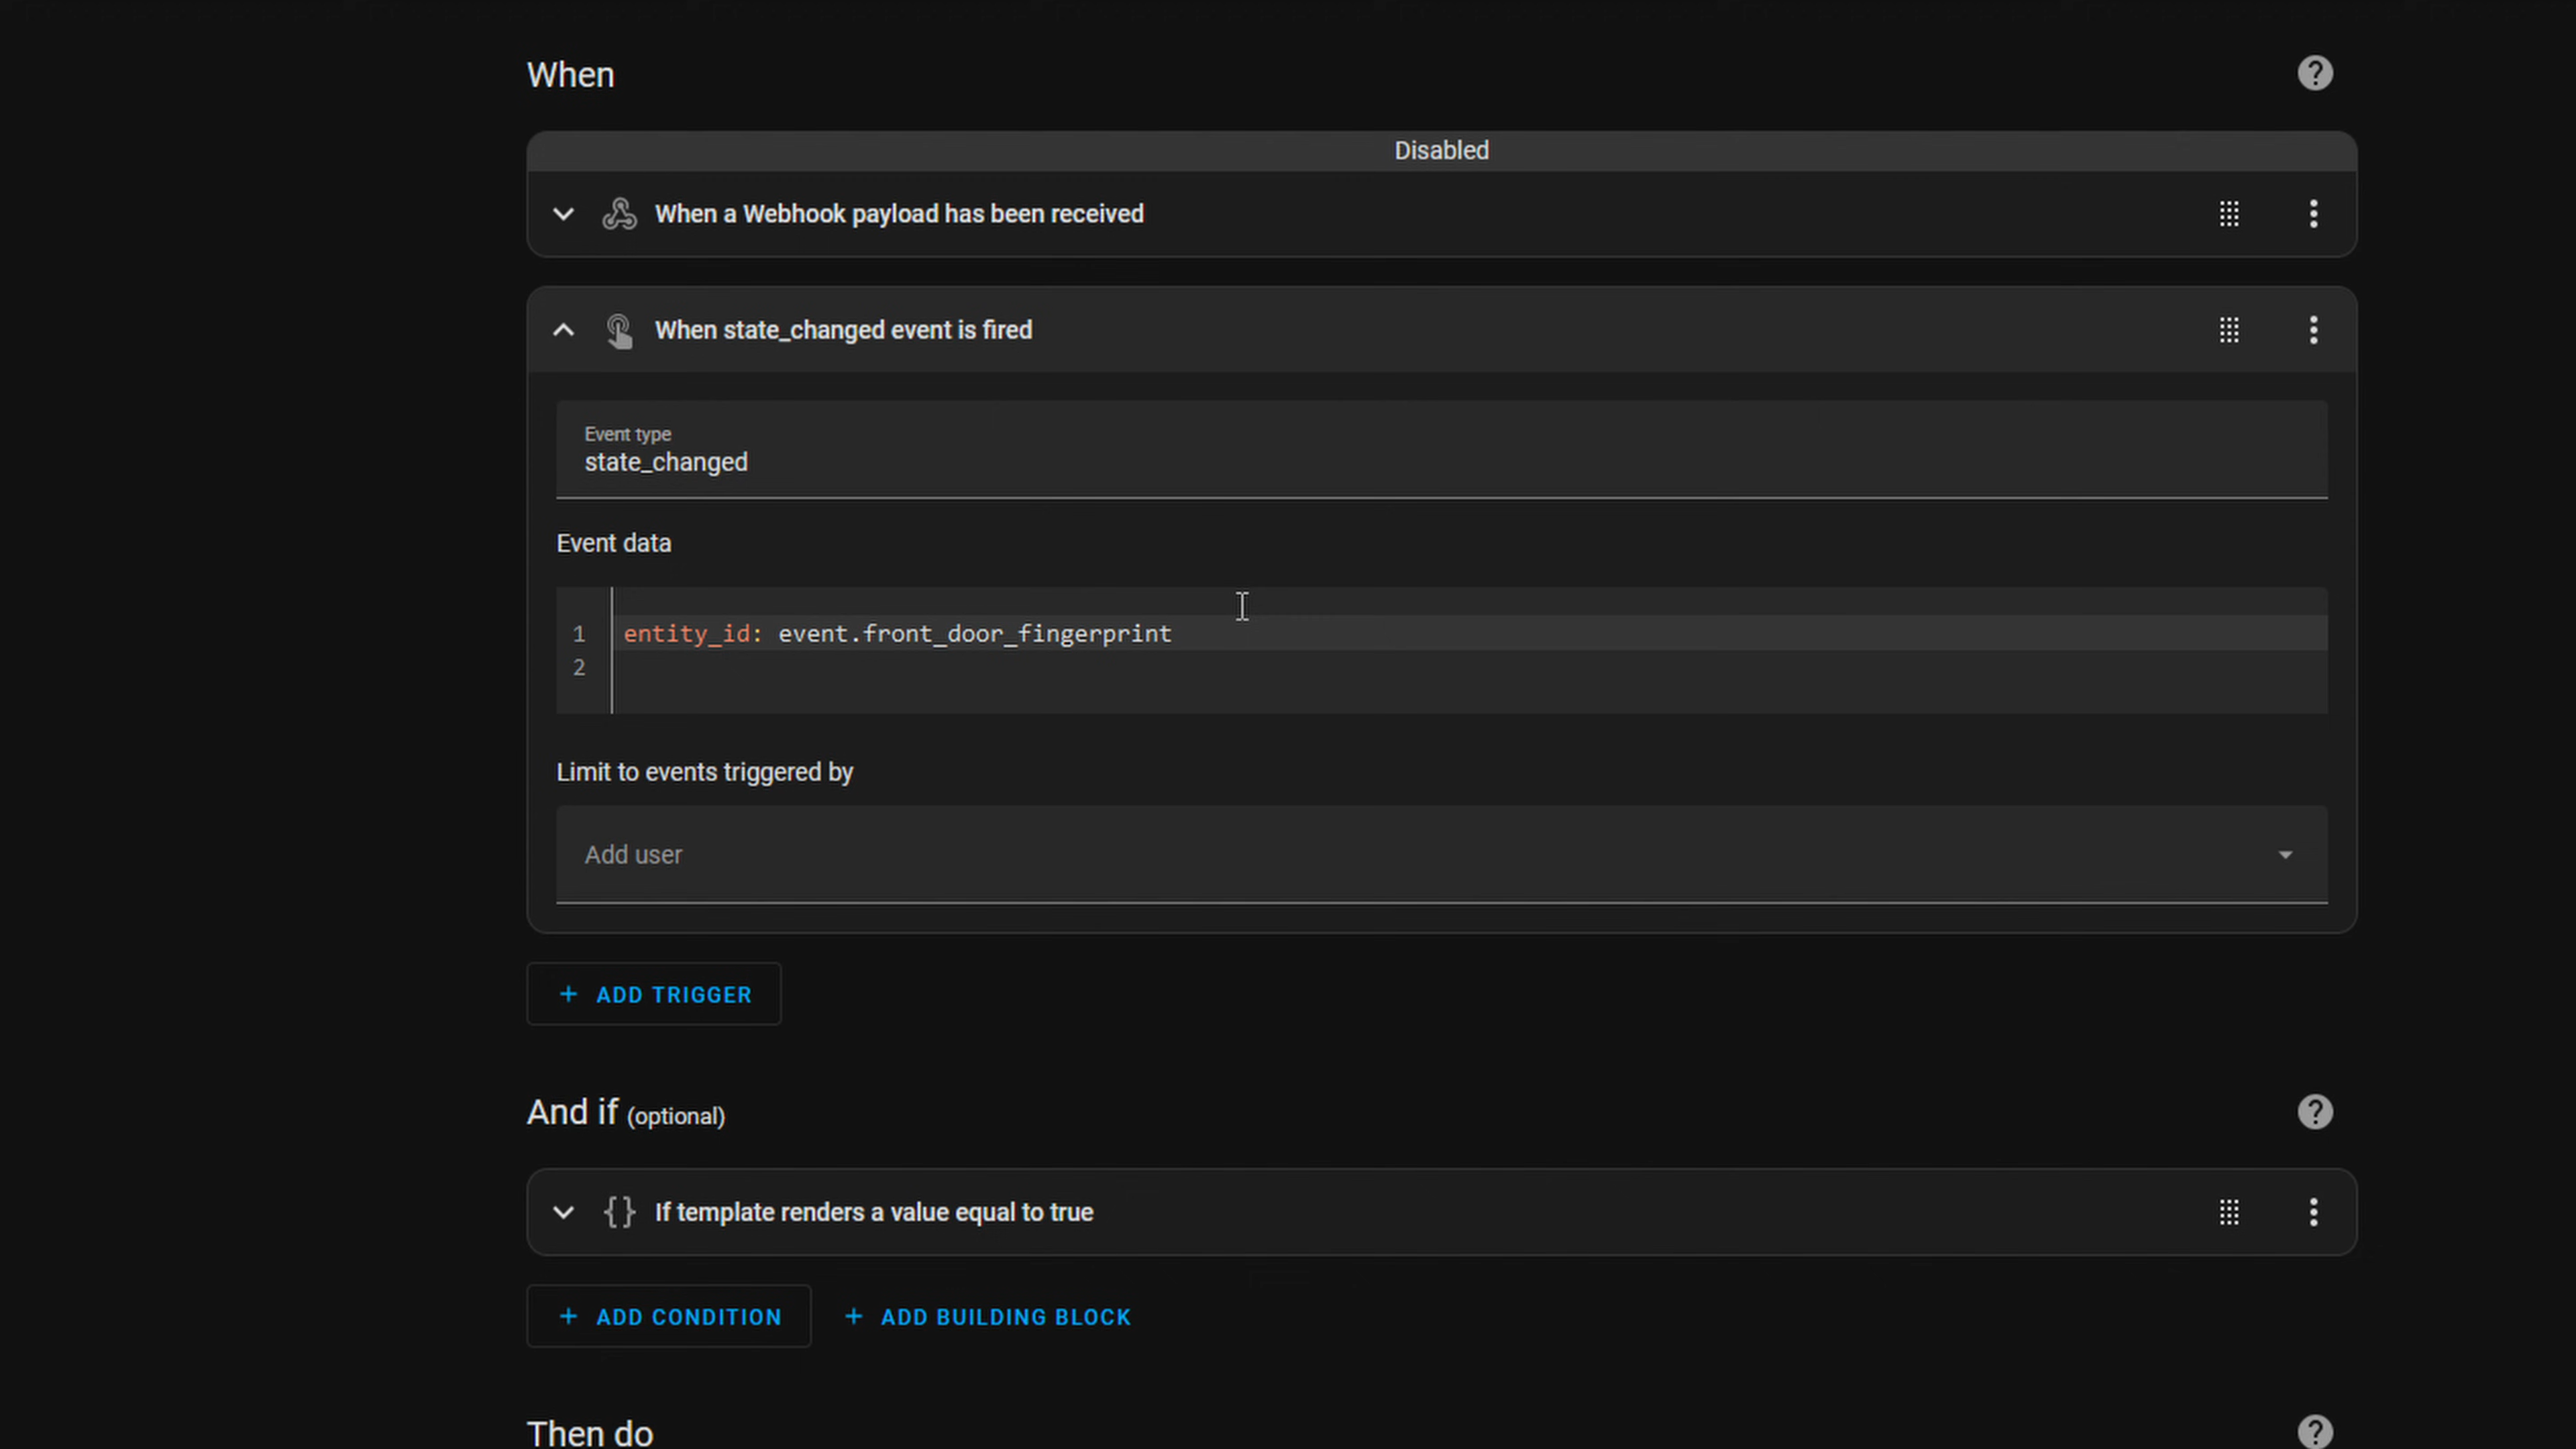 When
Disabled
When a Webhook payload has been received
When state_changed event is fired
Event type
state_changed
Event data
1 entity_id: event.front_door_fingerprint
2
Limit to events triggered by
Add user
+ ADD TRIGGER
And if (optional)
{} If template renders a value equal to true
+ ADD CONDITION + ADD BUILDING BLOCK
Then do